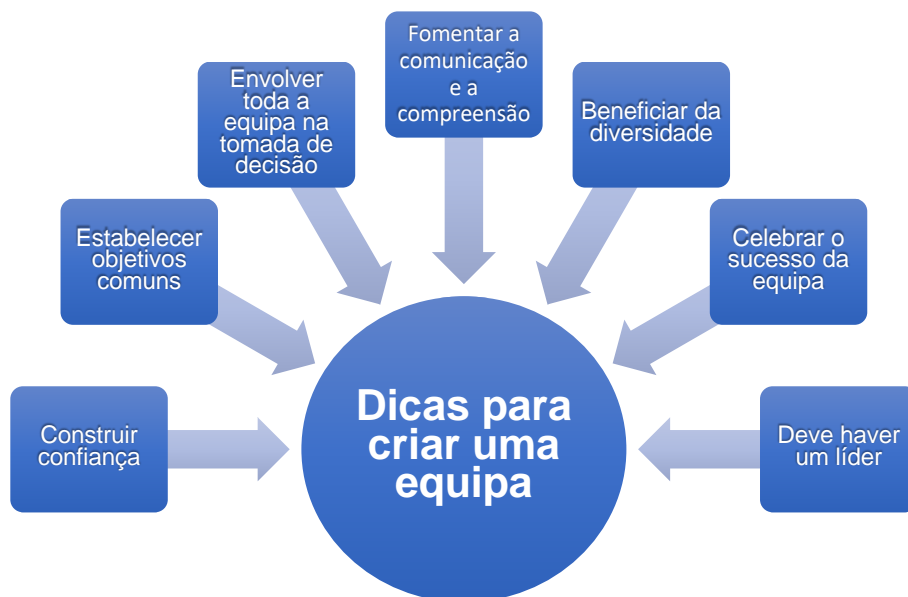 Fomentar a
comunicação
e a
compreensão
Envolver
toda a
equipa na
tomada de
decisão
Beneficiar da
diversidade
Estabelecer
objetivos
comuns
Celebrar o
sucesso da
equipa
Construir
confiança
Dicas para
criar uma
equipa
Deve haver
um líder